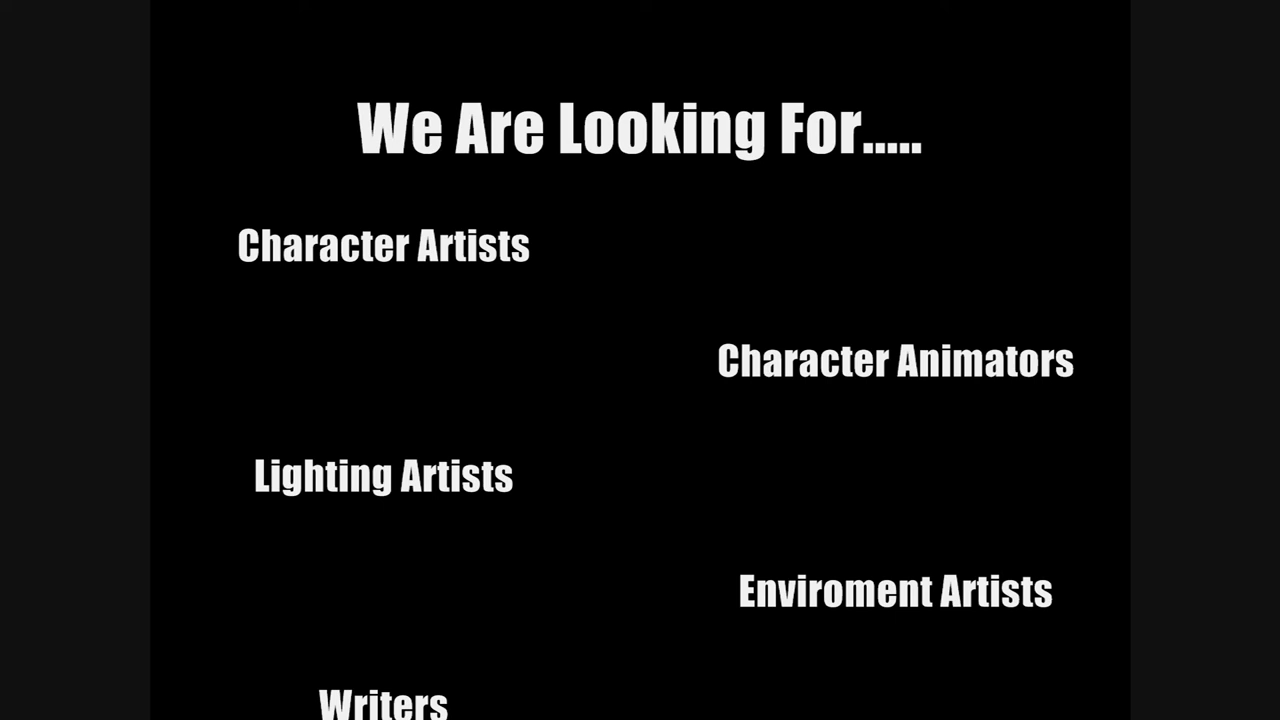 We Are Looking For.....
Character Artists
Character Animators
Lighting Artists
Enviroment Artists
Writers